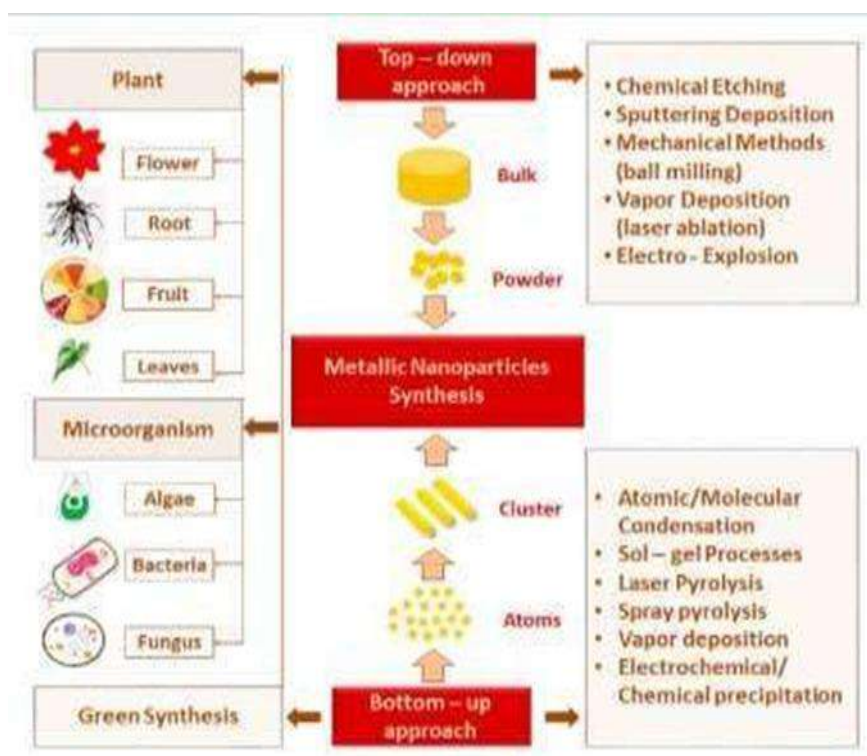 Plant
Flower
Root
Fruit
Leaves
Microorganism
Algae
Bacteria
Fungus
Green Synthesis
Top – down
approach
Bulk
Powder
Metallic Nanoparticles
Synthesis
Cluster
Atoms
Bottom – up
approach
• Chemical Etching
• Sputtering Deposition
• Mechanical Methods
(ball milling)
• Vapor Deposition
(laser ablation)
• Electro - Explosion
• Atomic/Molecular
Condensation
• Sol – gel Processes
• Laser Pyrolysis
• Spray pyrolysis
• Vapor deposition
• Electrochemical/
Chemical precipitation